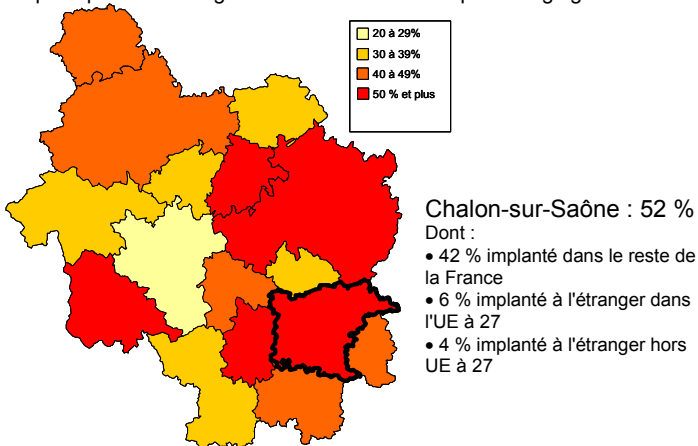 20 à 29%
30 à 39%
40 à 49%
50 % et plus
Chalon-sur-Saône : 52 %
Dont :
• 42 % implanté dans le reste de
la France
• 6 % implanté à l'étranger dans
l'UE à 27
• 4 % implanté à l'étranger hors
UE à 27